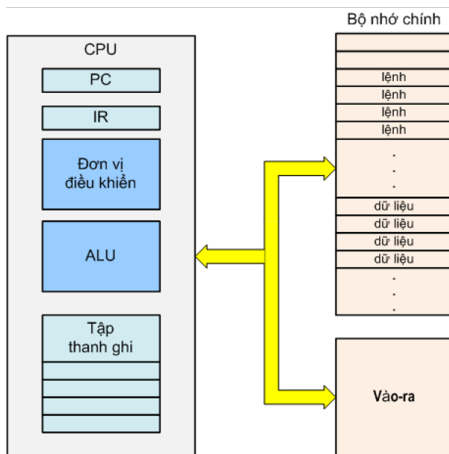 CPU
PC
IR
Đơn vị
điều khiển
ALU
Tập
thanh ghi
Bộ nhớ chính
lệnh
lệnh
lệnh
lệnh
.
.
.
dữ liệu
dữ liệu
dữ liệu
dữ liệu
.
.
.
Vào-ra